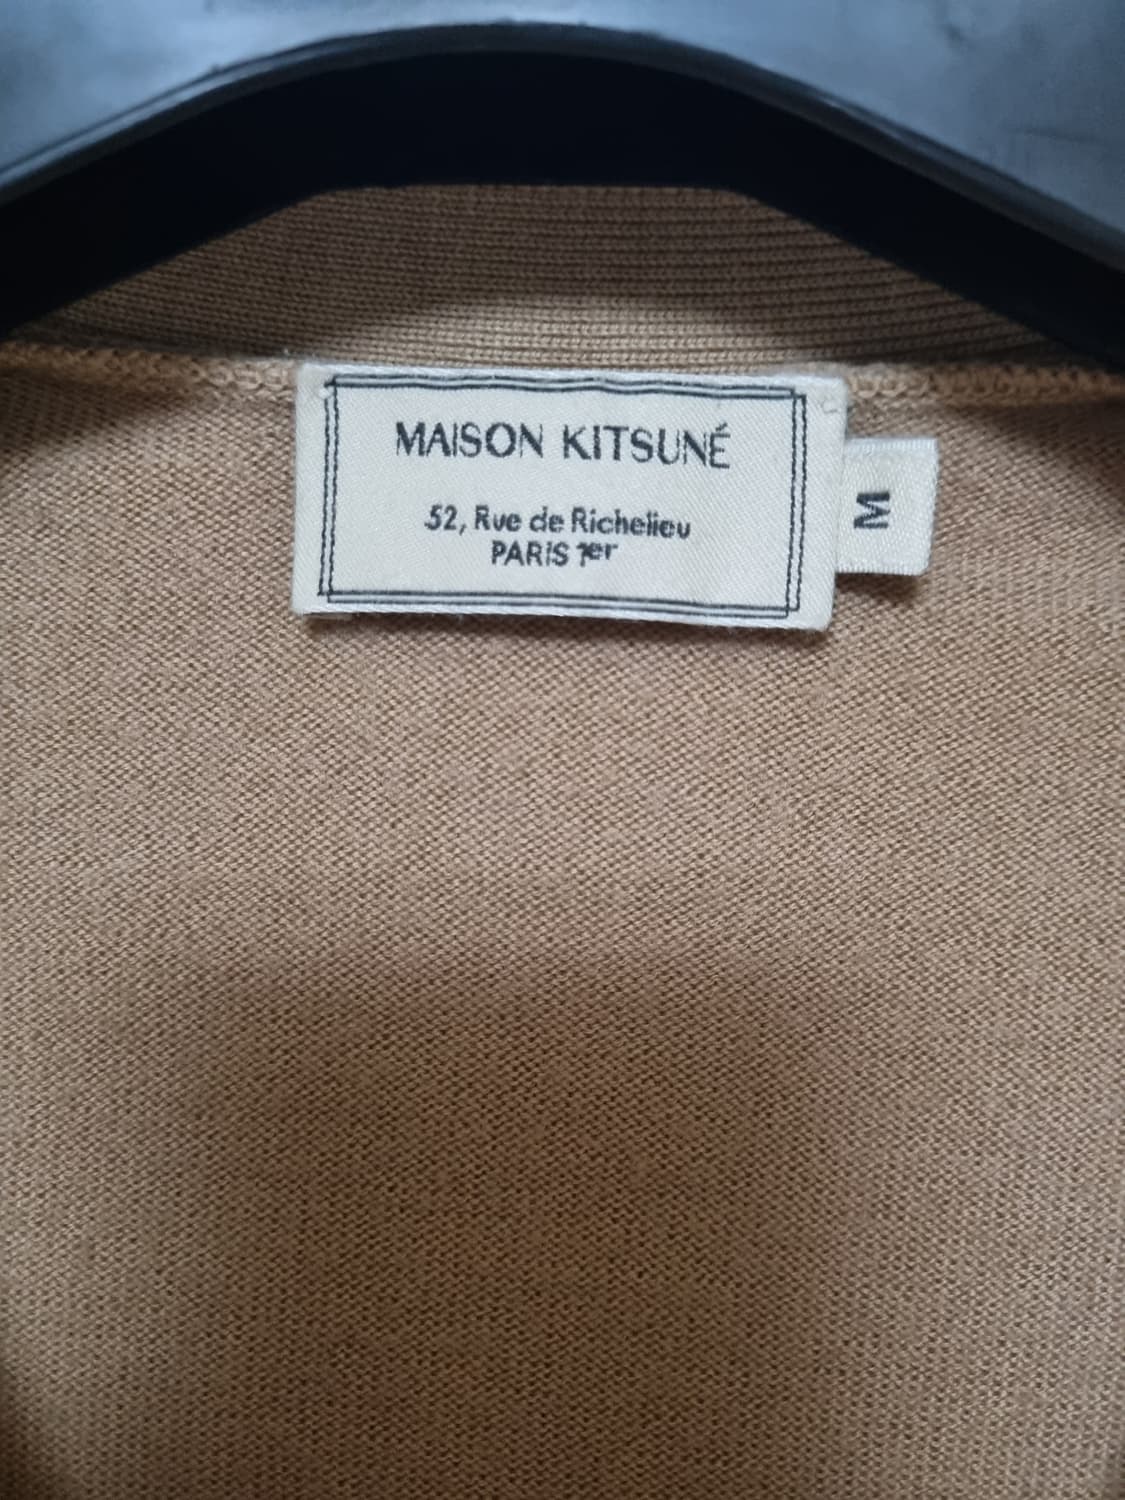 MAISON KITSUNÉ
52, Rue de Richelieu
PARIS 1er
M